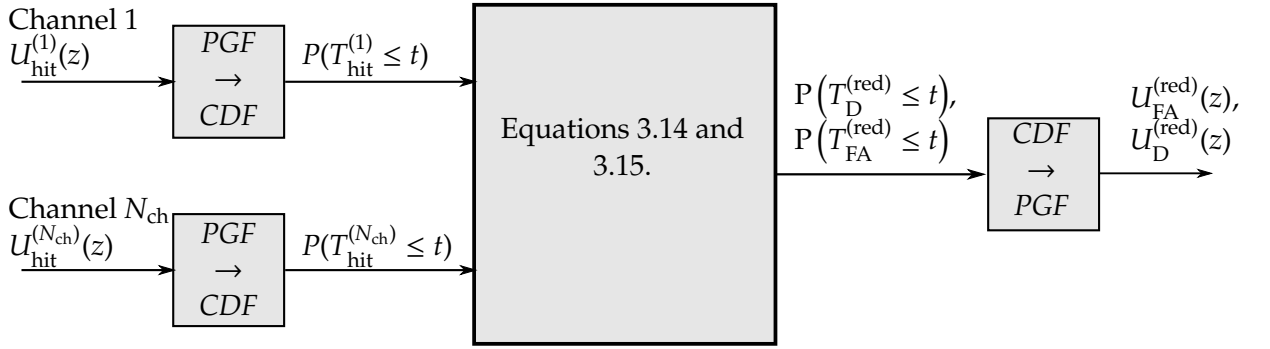 Channel 1
U_hit^(1)(z)
PGF
→
CDF
P(T_hit^(1) ≤ t)
Channel N_ch
U_hit^(N_ch)(z)
PGF
→
CDF
P(T_hit^(N_ch) ≤ t)
Equations 3.14 and
3.15.
P(T_D^(red) ≤ t),
P(T_FA^(red) ≤ t)
CDF
→
PGF
U_FA^(red)(z),
U_D^(red)(z)